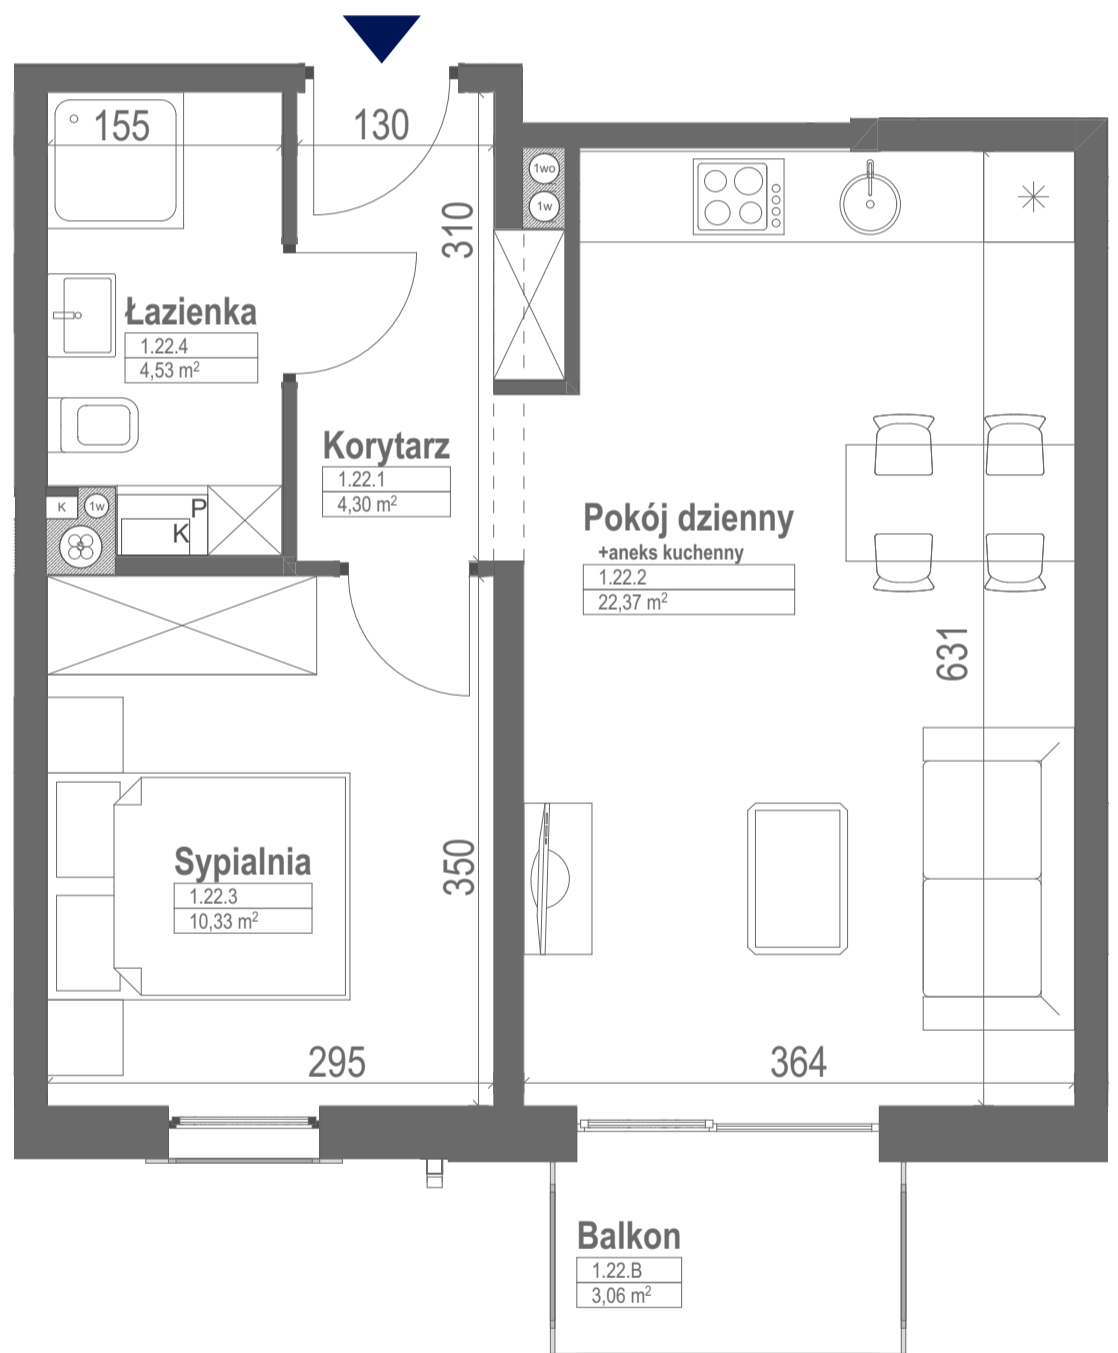 155
130
1wo
1w
310
Łazienka
1.22.4
4,53 m²
Korytarz
1.22.1
4,30 m²
K
1w
P
K
Pokój dzienny
+aneks kuchenny
1.22.2
22,37 m²
631
Sypialnia
1.22.3
10,33 m²
350
295
364
Balkon
1.22.B
3,06 m²